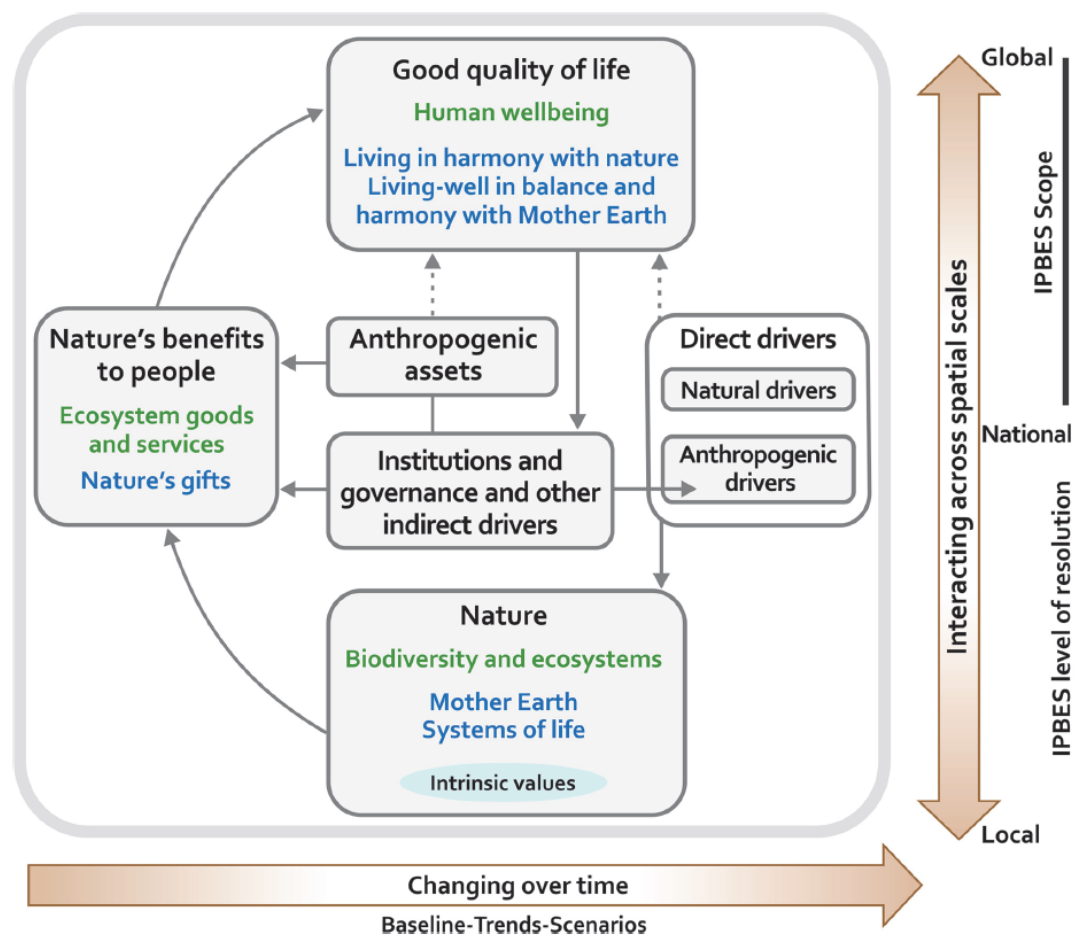 Good quality of life
Human wellbeing
Living in harmony with nature
Living-well in balance and
harmony with Mother Earth
Nature's benefits
to people
Ecosystem goods
and services
Nature's gifts
Anthropogenic
assets
Institutions and
governance and other
indirect drivers
Direct drivers
Natural drivers
Anthropogenic
drivers
Nature
Biodiversity and ecosystems
Mother Earth
Systems of life
Intrinsic values
Global
IPBES Scope
Interacting across spatial scales
National
IPBES level of resolution
Local
Changing over time
Baseline-Trends-Scenarios